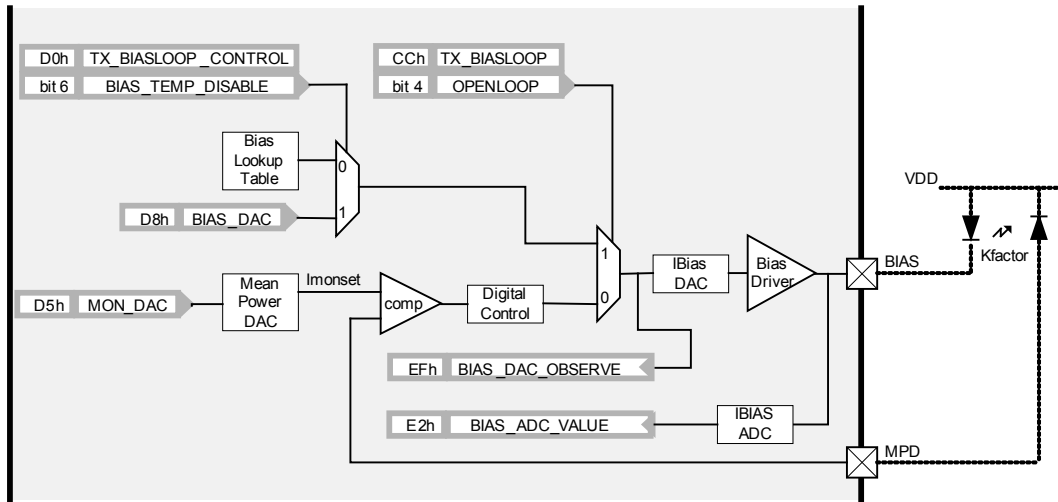 D0h TX_BIASLOOP_CONTROL
bit 6 BIAS_TEMP_DISABLE
CCh TX_BIASLOOP
bit 4 OPENLOOP
Bias
Lookup
Table
0
1
D8h BIAS_DAC
VDD
Kfactor
BIAS
1
0
IBias
DAC
Bias
Driver
D5h MON_DAC
Mean
Power
DAC
Imonset
comp
Digital
Control
EFh BIAS_DAC_OBSERVE
E2h BIAS_ADC_VALUE
IBIAS
ADC
MPD